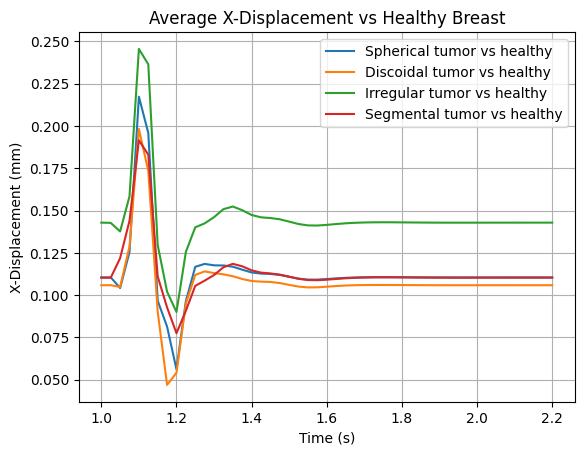 Average X-Displacement vs Healthy Breast
Spherical tumor vs healthy
Discoidal tumor vs healthy
Irregular tumor vs healthy
Segmental tumor vs healthy
X-Displacement (mm)
0.250
0.225
0.200
0.175
0.150
0.125
0.100
0.075
0.050
1.0 1.2 1.4 1.6 1.8 2.0 2.2
Time (s)